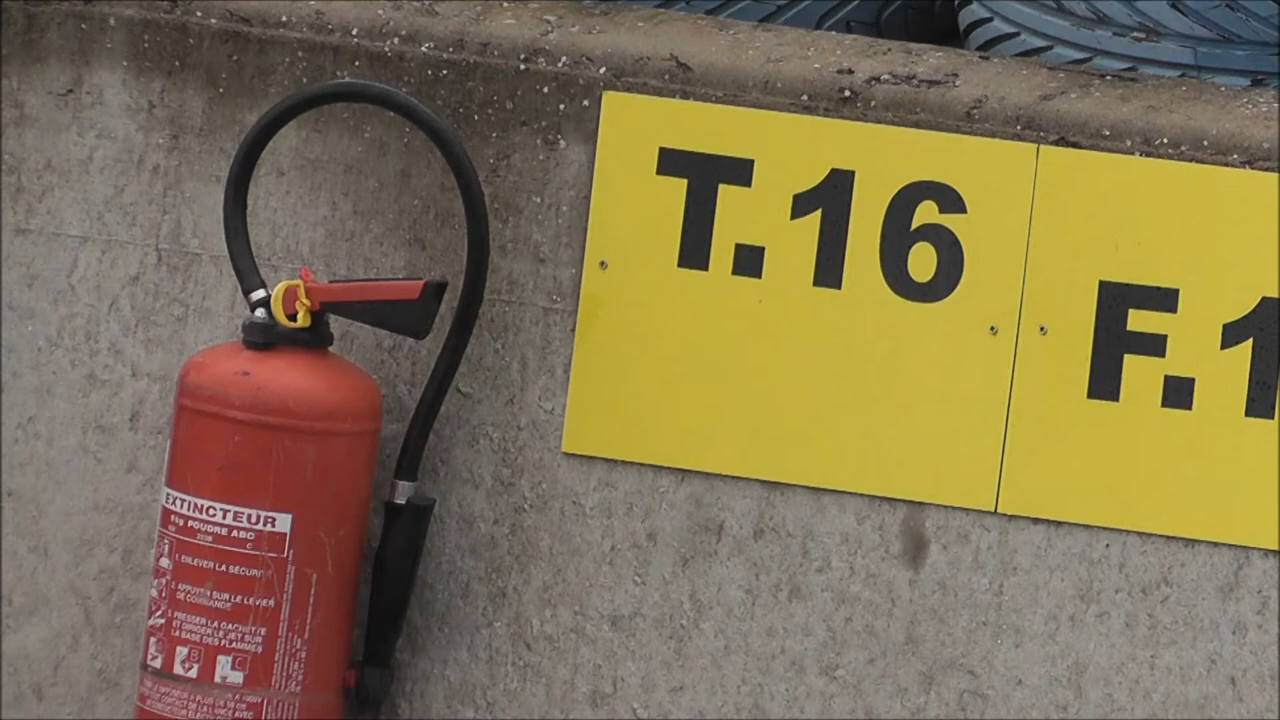 T.16
F.1
EXTINCTEUR
POUDRE ABC
1. ENLEVER LA SÉCURI
2. APPUYER SUR LE LEVIER
DE COMMANDE
3. PRESSER LA GACHETTE
ET DIRIGER LE JET SUR
LA BASE DES FLAMMES
B
C